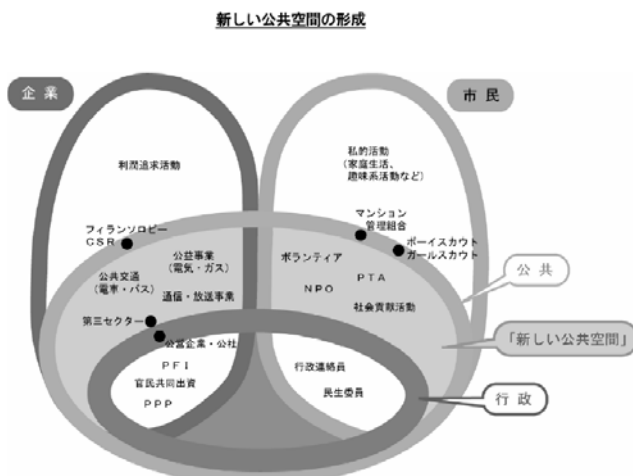 新しい公共空間の形成
企業
市民
利潤追求活動
私的活動
(家庭生活、
趣味系活動など)
フィランソロピー
CSR
マンション
管理組合
ボーイスカウト
ガールスカウト
公益事業
(電気・ガス)
公共交通
(電車・バス)
通信・放送事業
ボランティア
PTA
NPO
社会貢献活動
公共
「新しい公共空間」
第三セクター
公営企業・公社
PFI
官民共同出資
PPP
行政連絡員
民生委員
行政